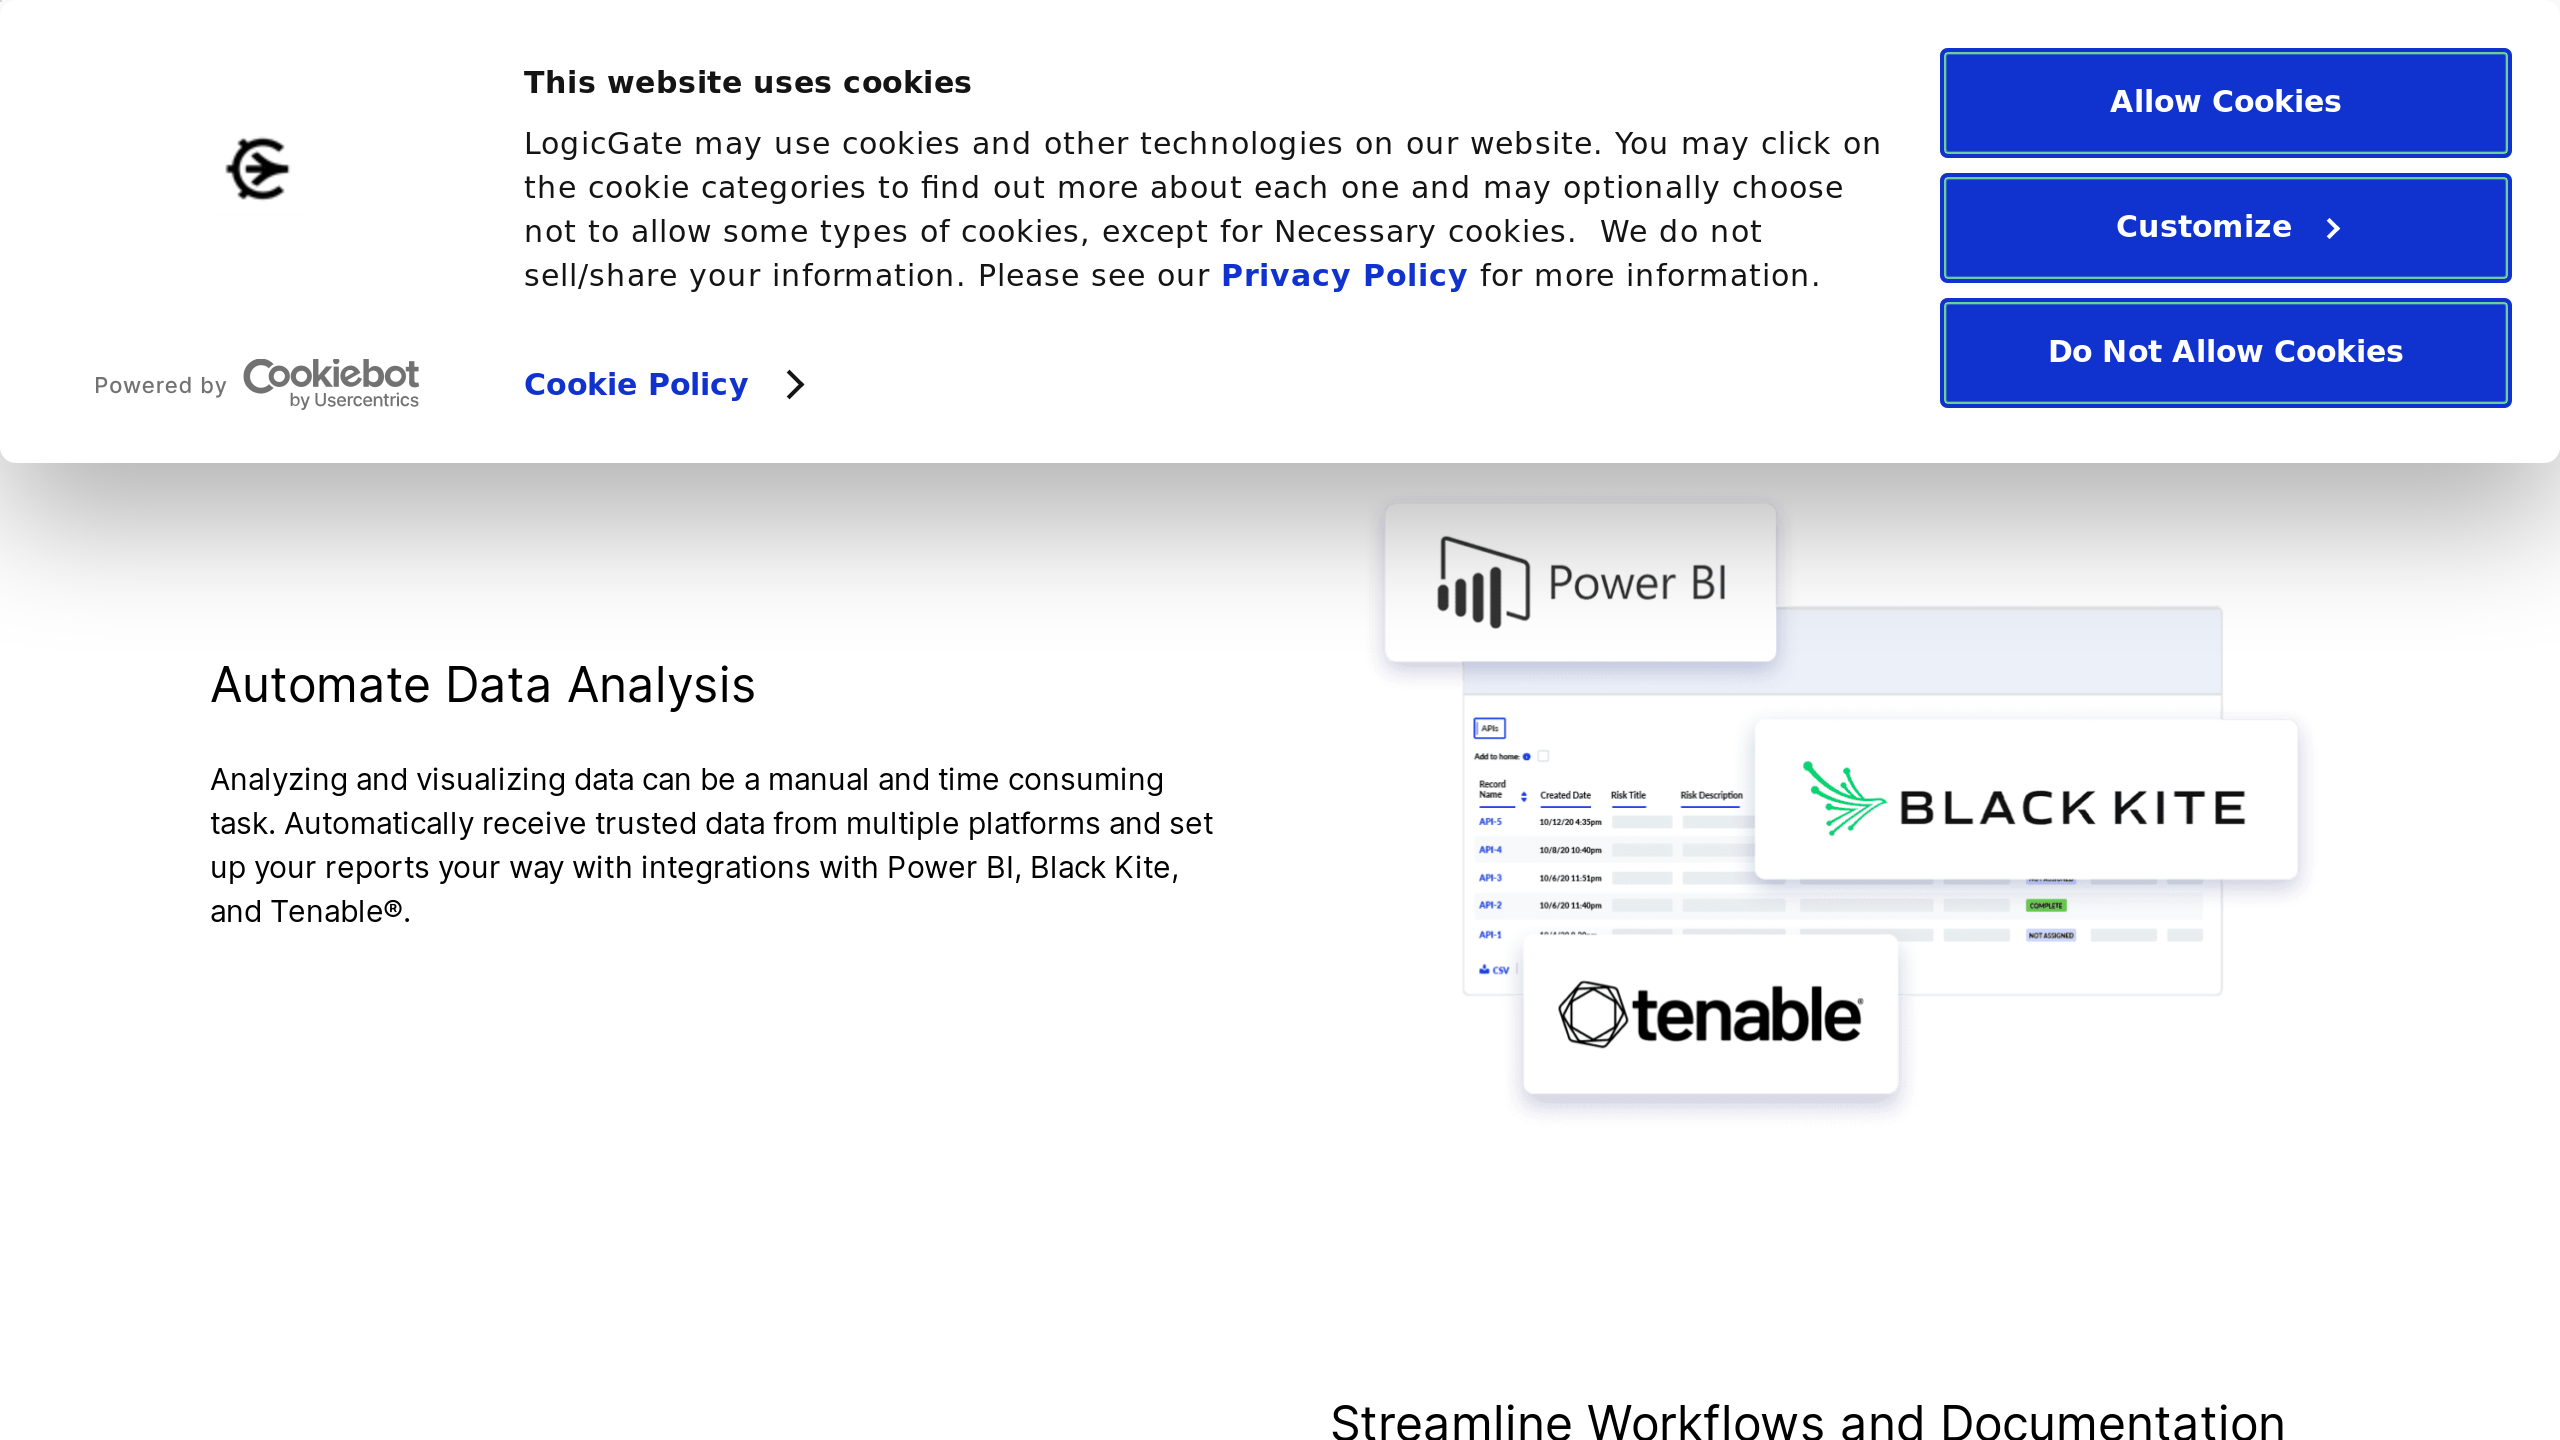 This website uses cookies
LogicGate may use cookies and other technologies on our website. You may click on
the cookie categories to find out more about each one and may optionally choose
not to allow some types of cookies, except for Necessary cookies.  We do not
sell/share your information. Please see our Privacy Policy for more information.
Allow Cookies
Customize
Do Not Allow Cookies
Powered by Cookiebot
by Usercentrics
Cookie Policy
Automate Data Analysis
Analyzing and visualizing data can be a manual and time consuming
task. Automatically receive trusted data from multiple platforms and set
up your reports your way with integrations with Power BI, Black Kite,
and Tenable®.
Power BI
APIs
Add to home:
Record
Name
Created Date
Risk Title
Risk Description
API-5 10/12/20 4:35pm
API-4 10/8/20 10:40pm
API-3 10/6/20 11:51pm
API-2 10/6/20 11:40pm COMPLETE
API-1 NOT ASSIGNED
CSV
BLACK KITE
tenable®
Streamline Workflows and Documentation